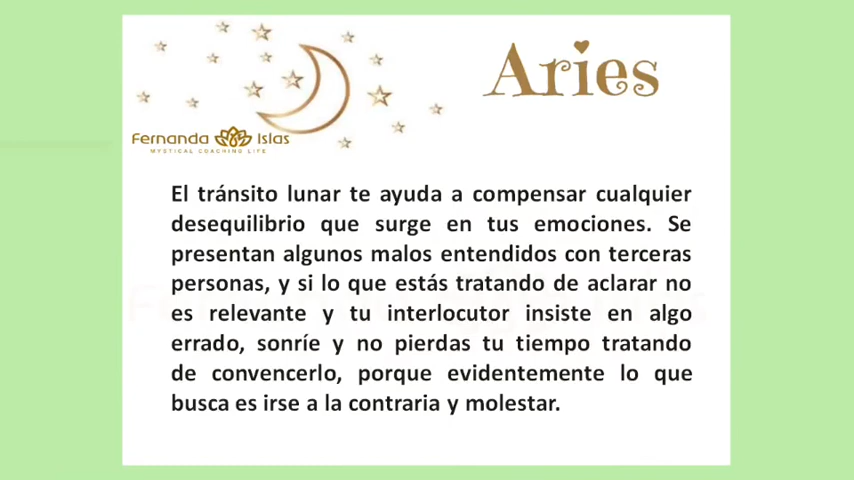 Aries
Fernanda Islas
MYSTICAL COACHING LIFE
El tránsito lunar te ayuda a compensar cualquier
desequilibrio que surge en tus emociones. Se
presentan algunos malos entendidos con terceras
personas, y si lo que estás tratando de aclarar no
es relevante y tu interlocutor insiste en algo
errado, sonríe y no pierdas tu tiempo tratando
de convencerlo, porque evidentemente lo que
busca es irse a la contraria y molestar.